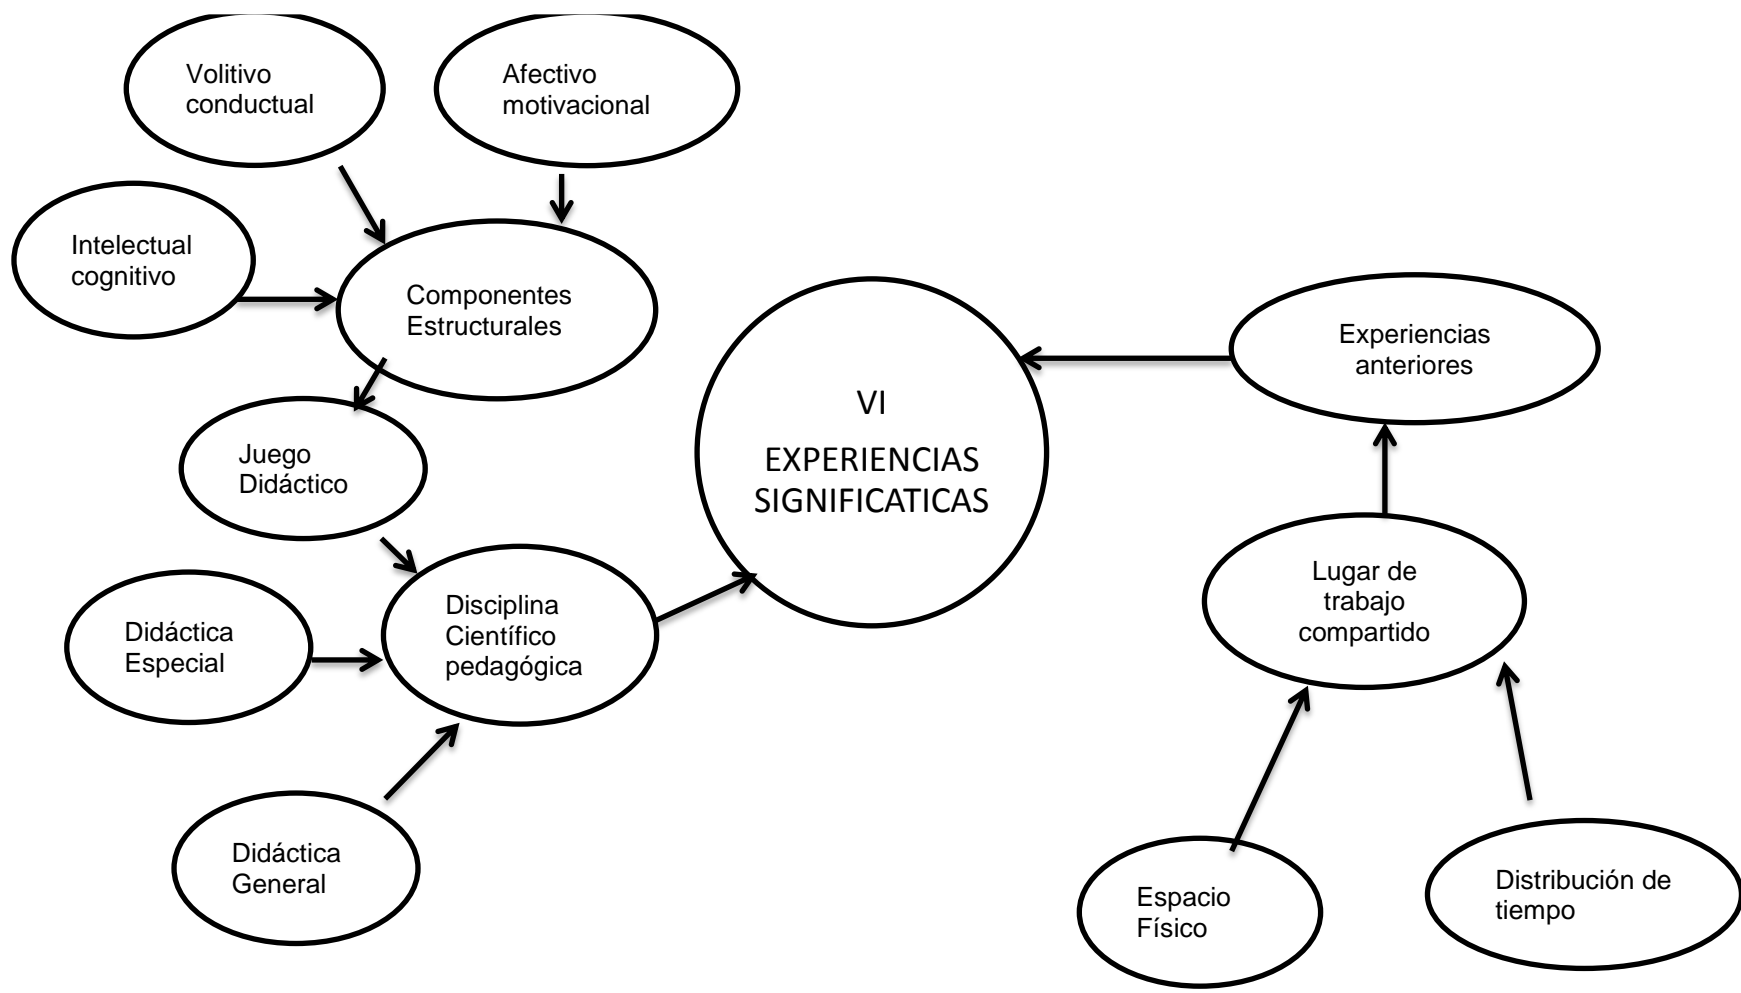 Volitivo
conductual
Afectivo
motivacional
Intelectual
cognitivo
Componentes
Estructurales
Juego
Didáctico
Didáctica
Especial
Disciplina
Científico
pedagógica
Didáctica
General
VI
EXPERIENCIAS
SIGNIFICATICAS
Experiencias
anteriores
Lugar de
trabajo
compartido
Espacio
Físico
Distribución de
tiempo